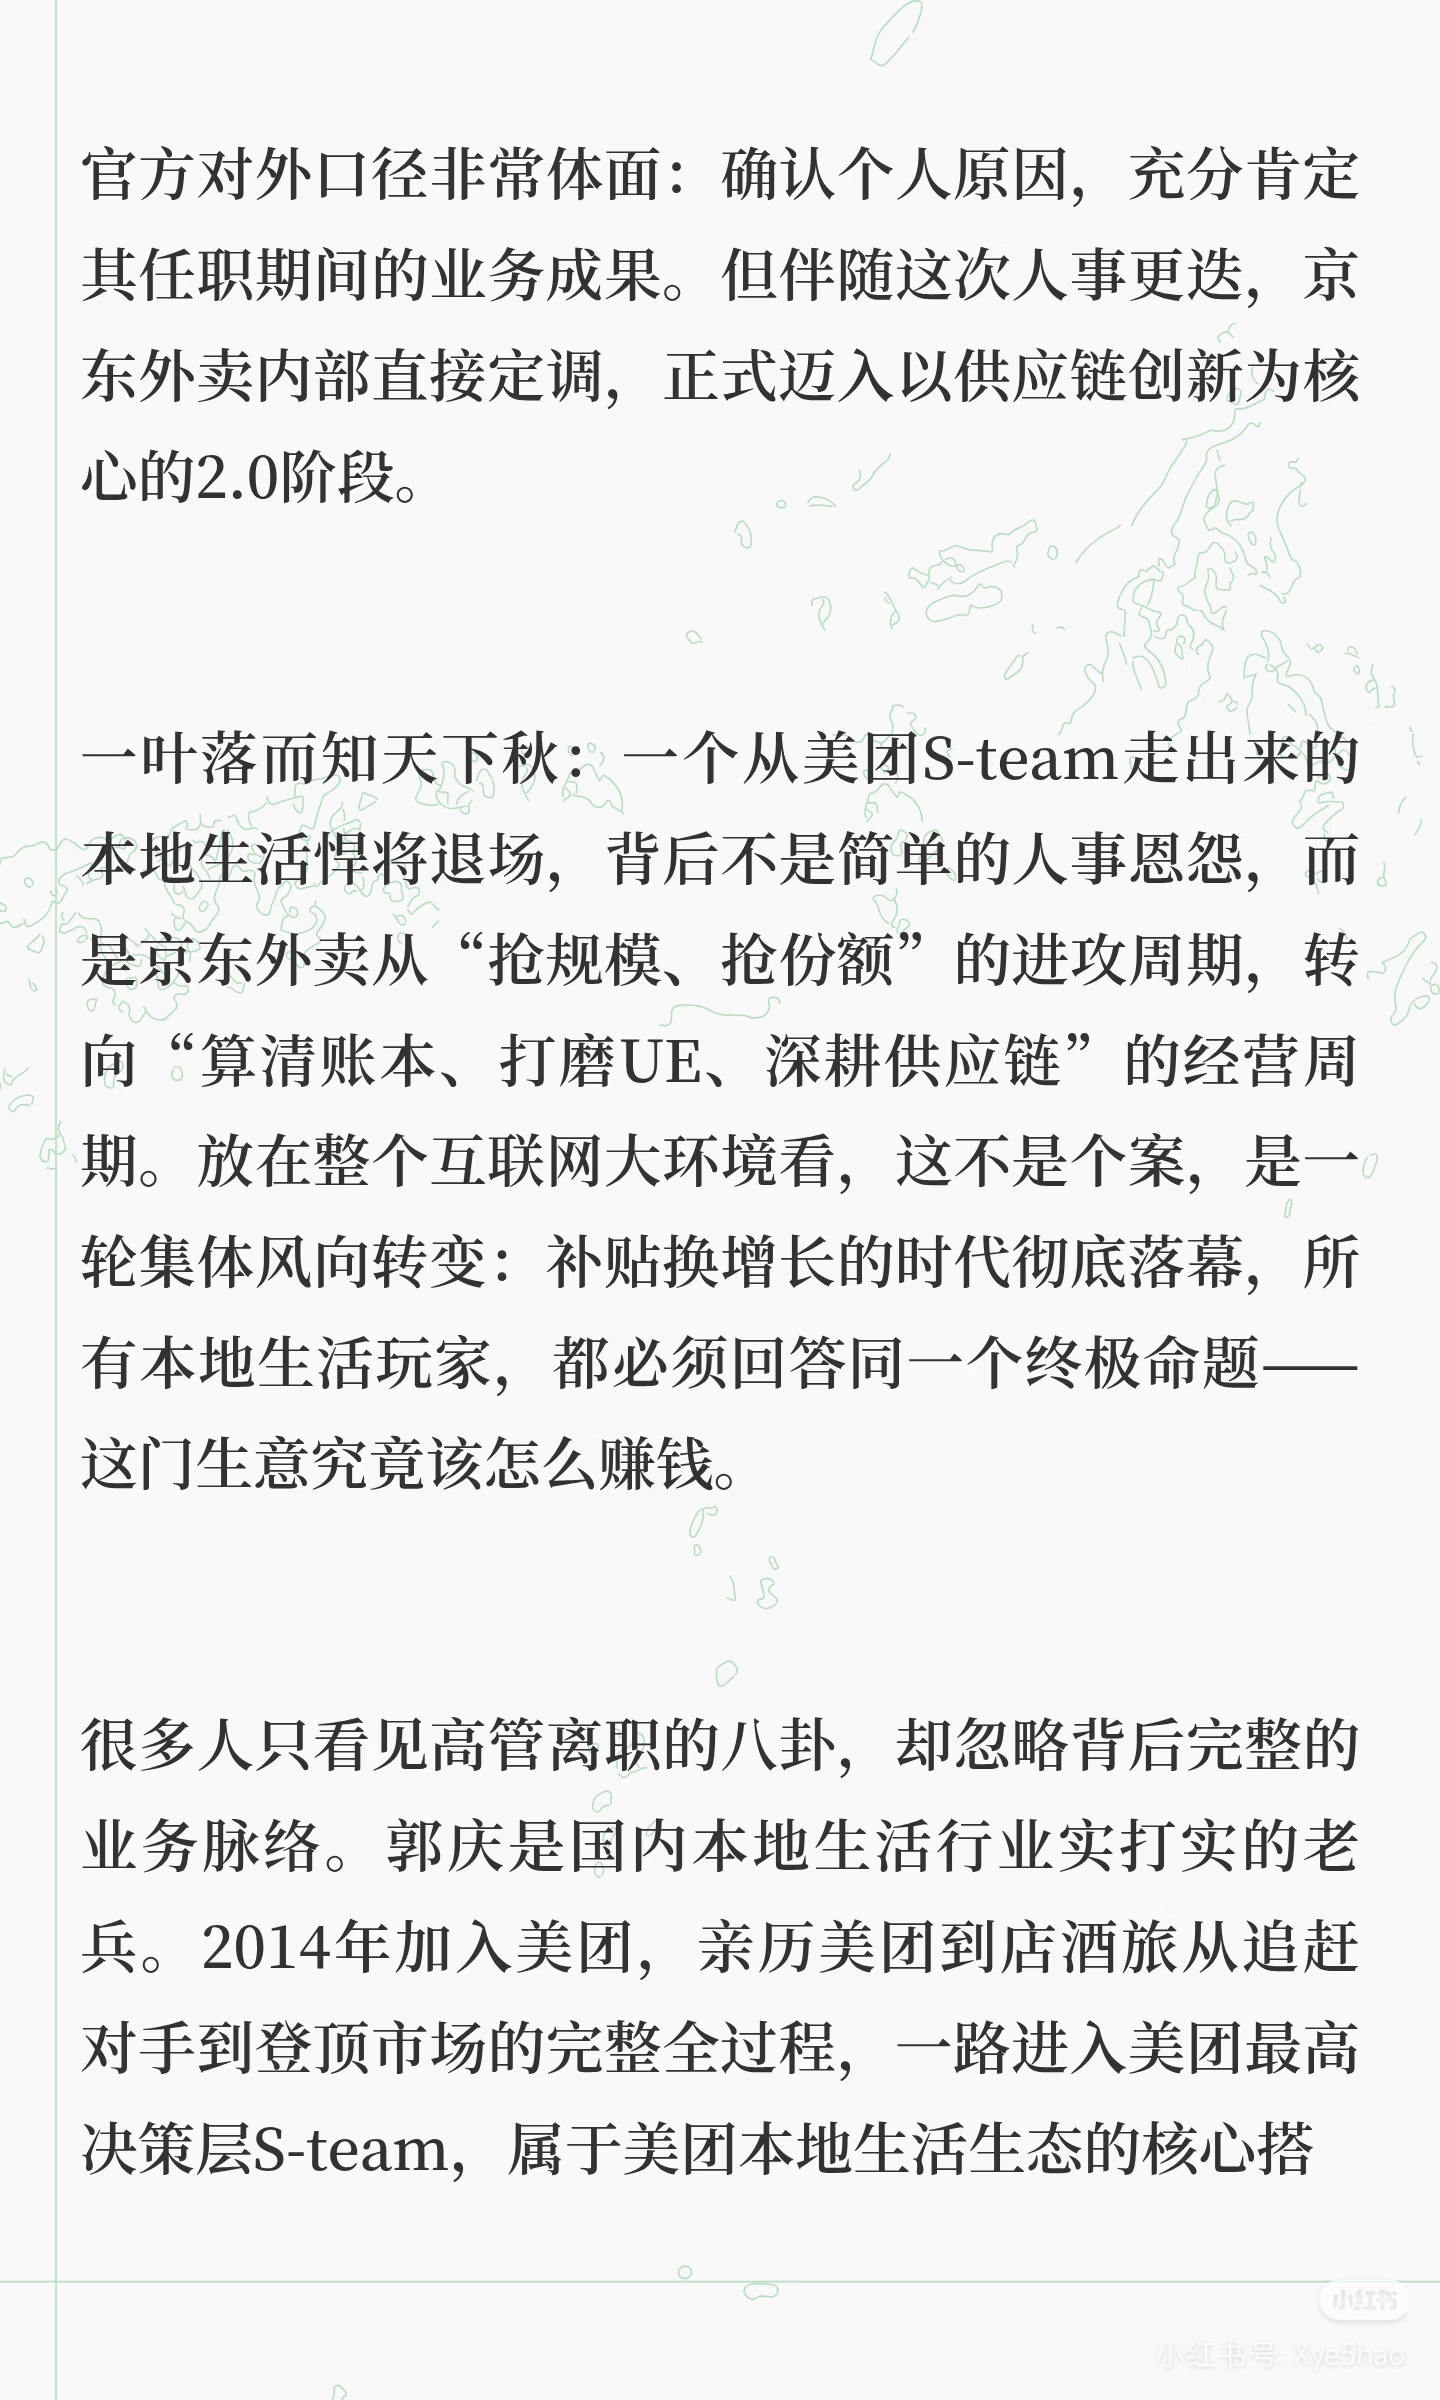 官方对外口径非常体面：确认个人原因，充分肯定
其任职期间的业务成果。但伴随这次人事更迭，京
东外卖内部直接定调，正式迈入以供应链创新为核
心的2.0阶段。
一叶落而知天下秋：一个从美团S-team走出来的
本地生活悍将退场，背后不是简单的人事恩怨，而
是京东外卖从“抢规模、抢份额”的进攻周期，转
向“算清账本、打磨UE、深耕供应链”的经营周
期。放在整个互联网大环境看，这不是个案，是一
轮集体风向转变：补贴换增长的时代彻底落幕，所
有本地生活玩家，都必须回答同一个终极命题——
这门生意究竟该怎么赚钱。
很多人只看见高管离职的八卦，却忽略背后完整的
业务脉络。郭庆是国内本地生活行业实打实的老
兵。2014年加入美团，亲历美团到店酒旅从追赶
对手到登顶市场的完整全过程，一路进入美团最高
决策层S-team，属于美团本地生活生态的核心搭
小红书
小红书号: Xye5hao